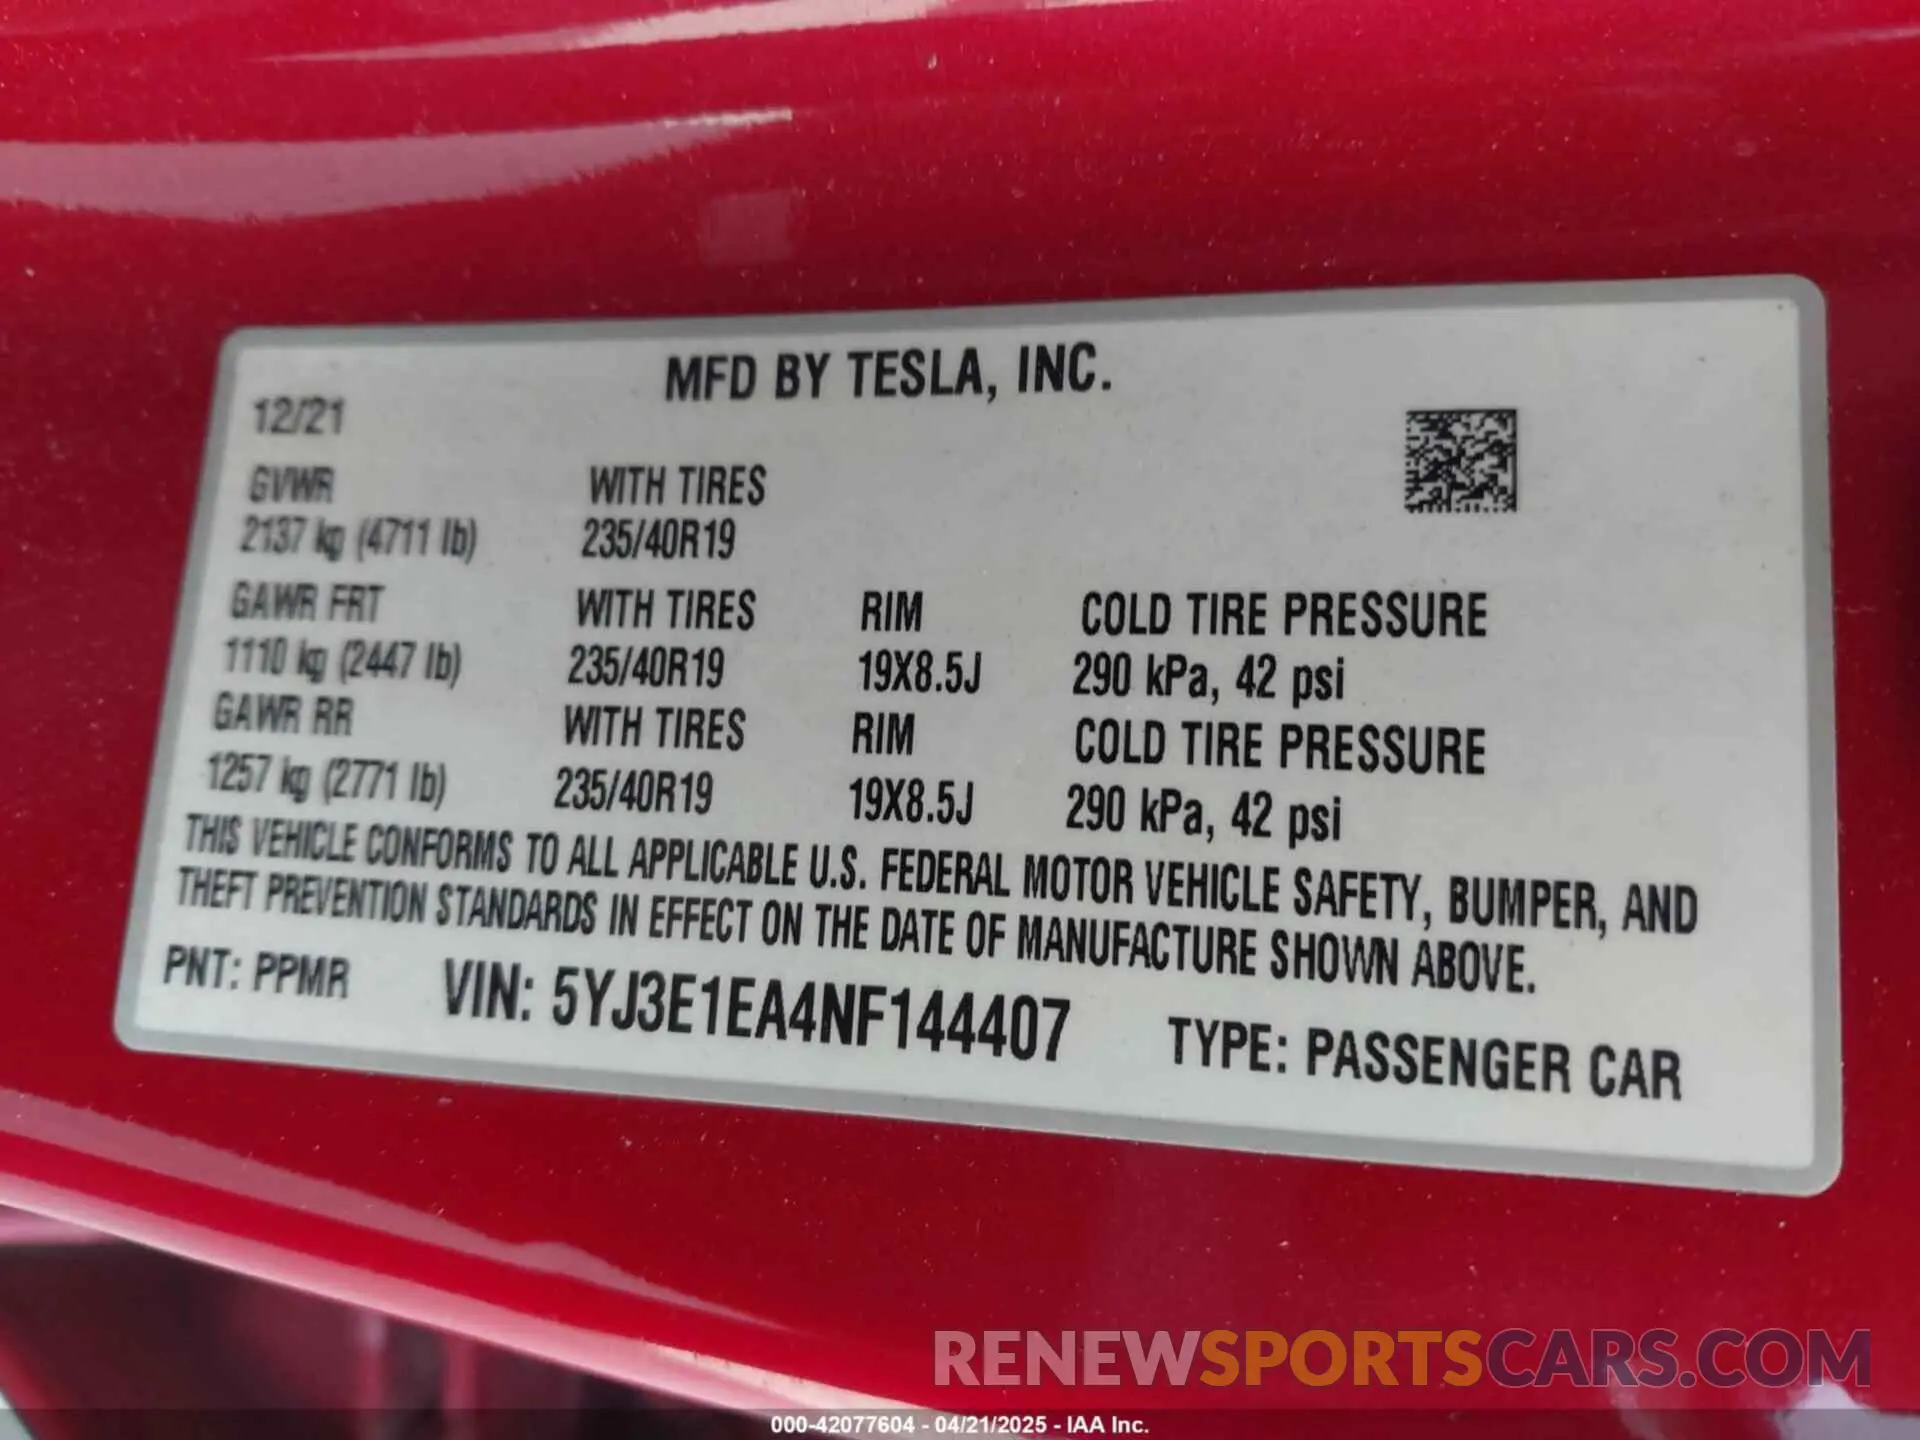 MFD BY TESLA, INC.
12/21
GVWR WITH TIRES
2137 kg (4711 lb) 235/40R19
GAWR FRT WITH TIRES RIM COLD TIRE PRESSURE
1110 kg (2447 lb) 235/40R19 19X8.5J 290 kPa, 42 psi
GAWR RR WITH TIRES RIM COLD TIRE PRESSURE
1257 kg (2771 lb) 235/40R19 19X8.5J 290 kPa, 42 psi
THIS VEHICLE CONFORMS TO ALL APPLICABLE U.S. FEDERAL MOTOR VEHICLE SAFETY, BUMPER, AND
THEFT PREVENTION STANDARDS IN EFFECT ON THE DATE OF MANUFACTURE SHOWN ABOVE.
PNT: PPMR VIN: 5YJ3E1EA4NF144407 TYPE: PASSENGER CAR
RENEWSPORTSCARS.COM
000-42077604 - 04/21/2025 - IAA Inc.